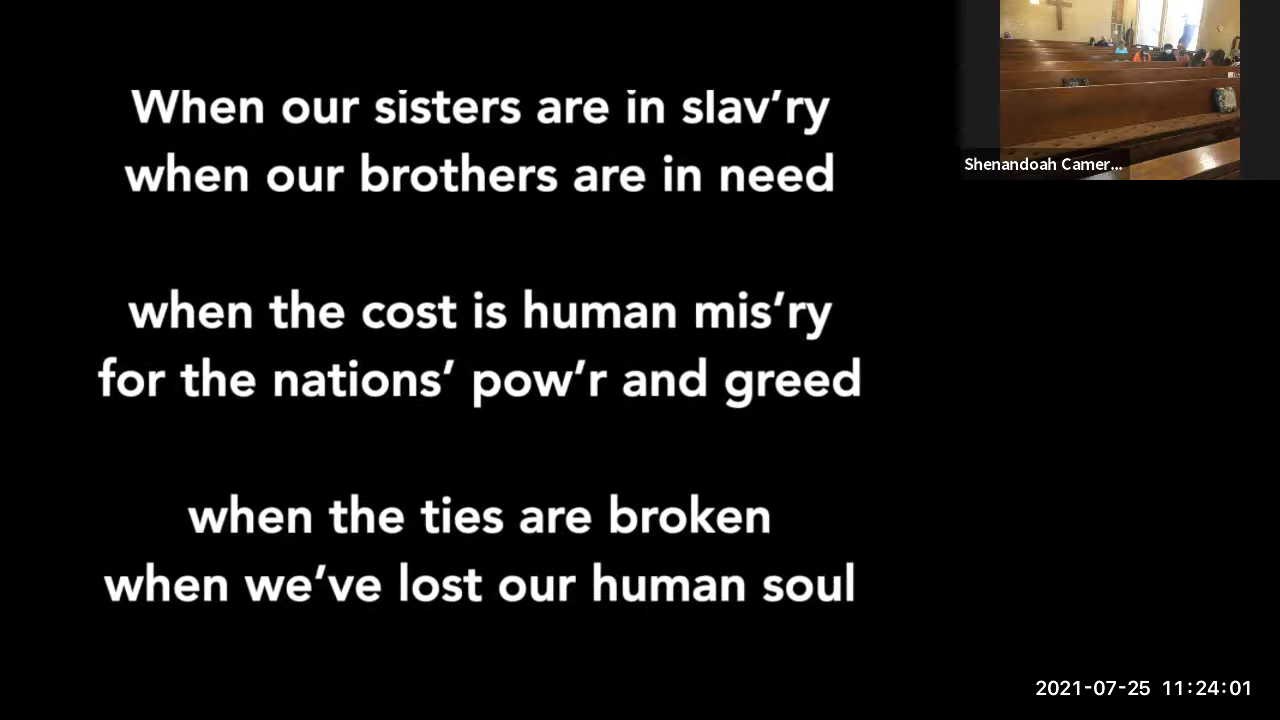 When our sisters are in slav’ry
when our brothers are in need
when the cost is human mis’ry
for the nations’ pow’r and greed
when the ties are broken
when we’ve lost our human soul
Shenandoah Camer...
2021-07-25 11:24:01